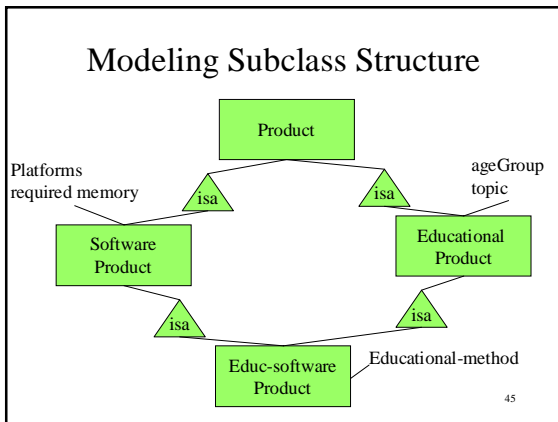 Modeling Subclass Structure
Product
Platforms
required memory
ageGroup
topic
isa
isa
Software
Product
Educational
Product
isa
isa
Educ-software
Product
Educational-method
45